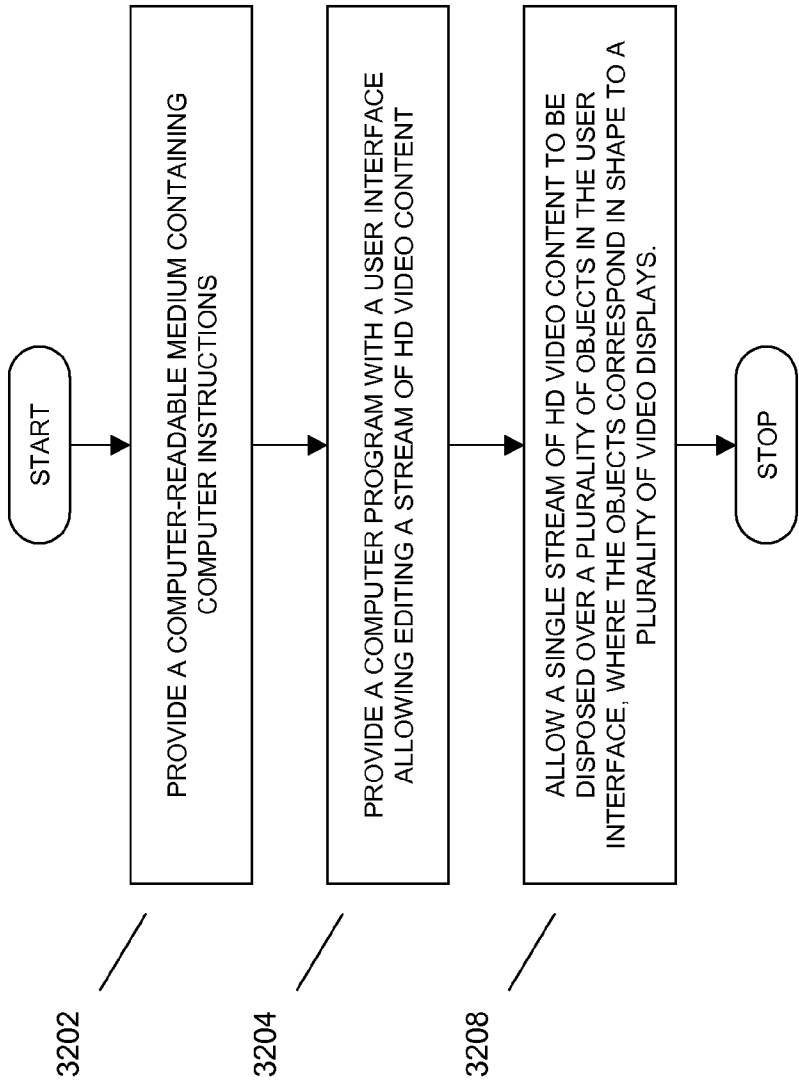 START
3202
PROVIDE A COMPUTER-READABLE MEDIUM CONTAINING
COMPUTER INSTRUCTIONS
3204
PROVIDE A COMPUTER PROGRAM WITH A USER INTERFACE
ALLOWING EDITING A STREAM OF HD VIDEO CONTENT
3208
ALLOW A SINGLE STREAM OF HD VIDEO CONTENT TO BE
DISPOSED OVER A PLURALITY OF OBJECTS IN THE USER
INTERFACE, WHERE THE OBJECTS CORRESPOND IN SHAPE TO A
PLURALITY OF VIDEO DISPLAYS.
STOP